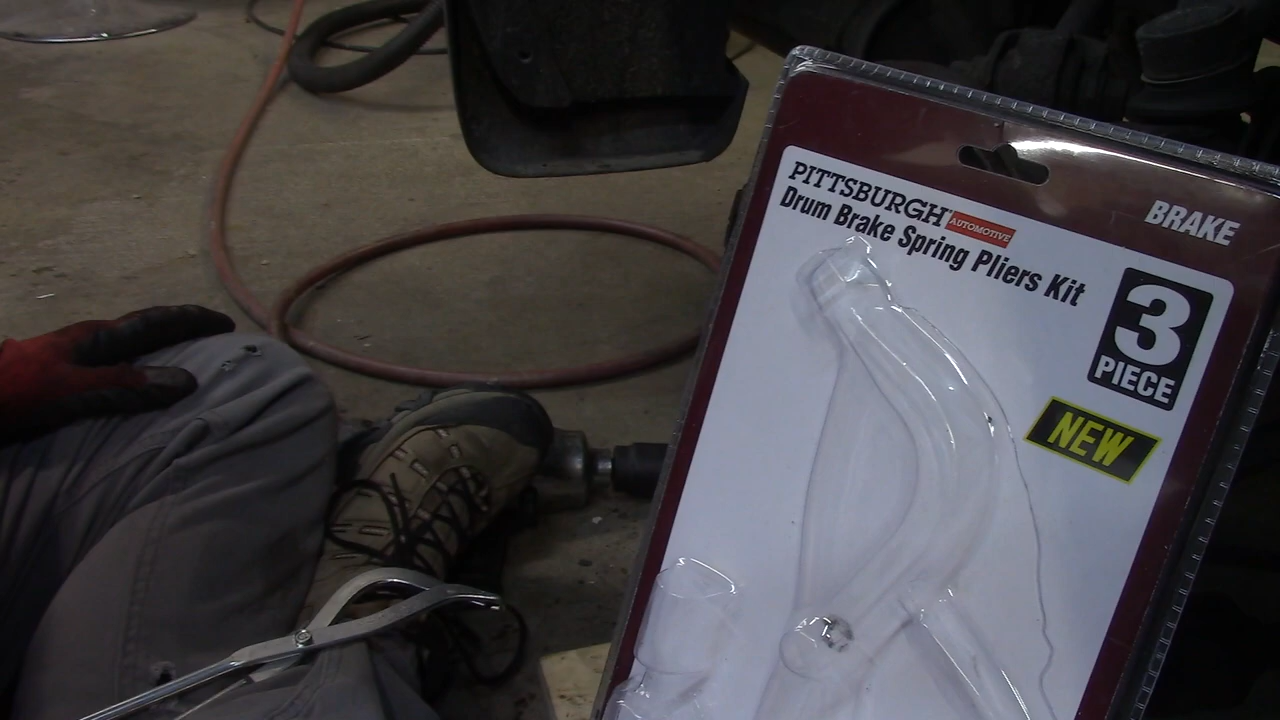 PITTSBURGH AUTOMOTIVE
Drum Brake Spring Pliers Kit
BRAKE
3
PIECE
NEW